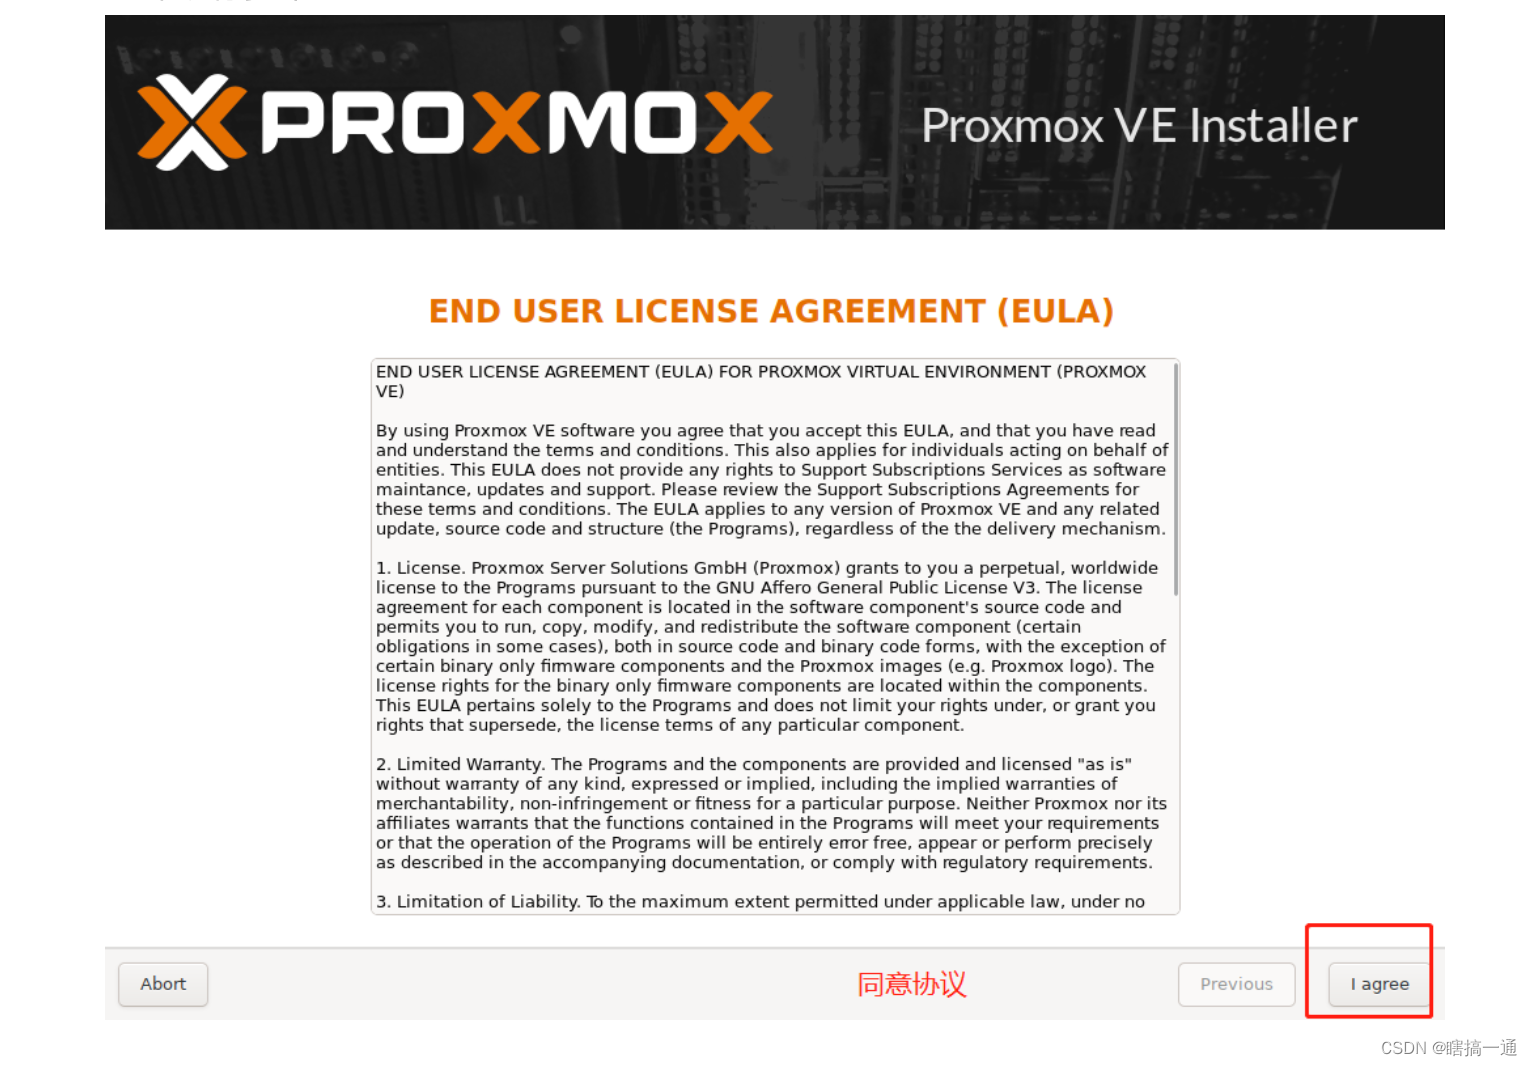 PROXMOX
Proxmox VE Installer
END USER LICENSE AGREEMENT (EULA)
END USER LICENSE AGREEMENT (EULA) FOR PROXMOX VIRTUAL ENVIRONMENT (PROXMOX
VE)
By using Proxmox VE software you agree that you accept this EULA, and that you have read
and understand the terms and conditions. This also applies for individuals acting on behalf of
entities. This EULA does not provide any rights to Support Subscriptions Services as software
maintance, updates and support. Please review the Support Subscriptions Agreements for
these terms and conditions. The EULA applies to any version of Proxmox VE and any related
update, source code and structure (the Programs), regardless of the the delivery mechanism.
1. License. Proxmox Server Solutions GmbH (Proxmox) grants to you a perpetual, worldwide
license to the Programs pursuant to the GNU Affero General Public License V3. The license
agreement for each component is located in the software component's source code and
permits you to run, copy, modify, and redistribute the software component (certain
obligations in some cases), both in source code and binary code forms, with the exception of
certain binary only firmware components and the Proxmox images (e.g. Proxmox logo). The
license rights for the binary only firmware components are located within the components.
This EULA pertains solely to the Programs and does not limit your rights under, or grant you
rights that supersede, the license terms of any particular component.
2. Limited Warranty. The Programs and the components are provided and licensed "as is"
without warranty of any kind, expressed or implied, including the implied warranties of
merchantability, non-infringement or fitness for a particular purpose. Neither Proxmox nor its
affiliates warrants that the functions contained in the Programs will meet your requirements
or that the operation of the Programs will be entirely error free, appear or perform precisely
as described in the accompanying documentation, or comply with regulatory requirements.
3. Limitation of Liability. To the maximum extent permitted under applicable law, under no
Abort
同意协议
Previous
I agree
CSDN @瞎搞一通